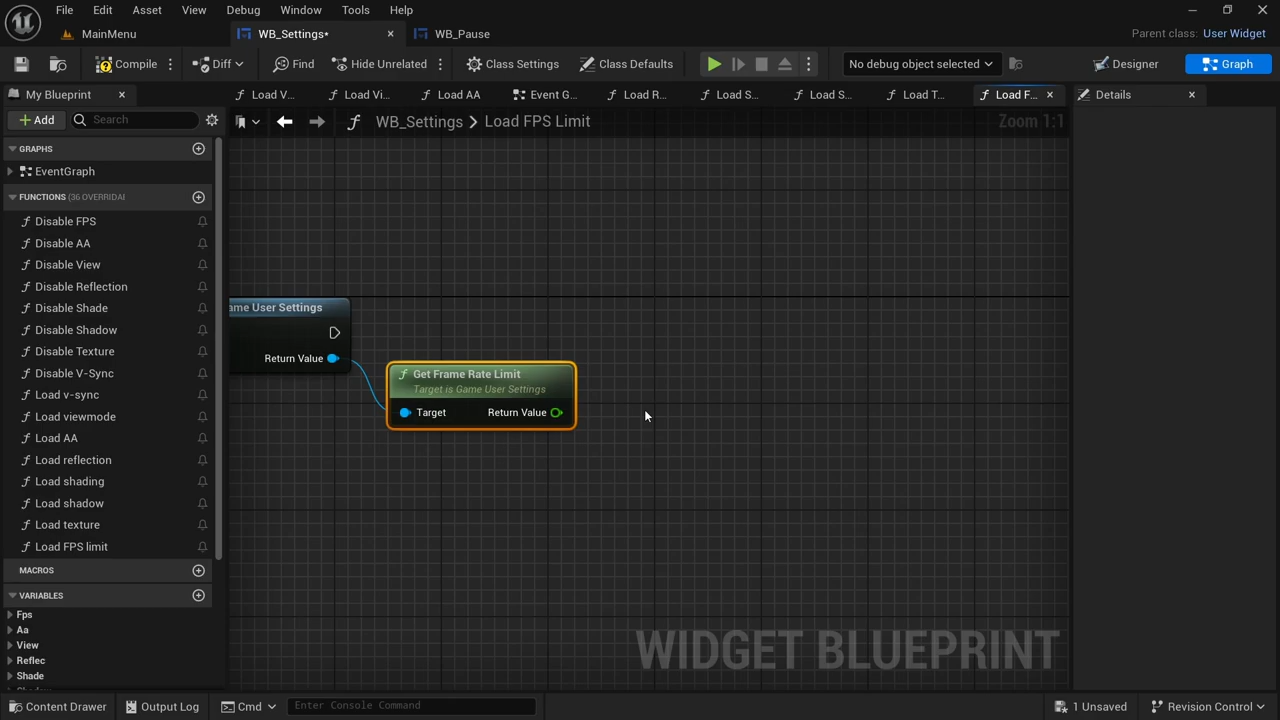 File Edit Asset View Debug Window Tools Help
MainMenu WB_Settings* WB_Pause Parent class: User Widget
Compile Diff Find Hide Unrelated Class Settings Class Defaults No debug object selected Designer Graph
My Blueprint Load V... Load Vi... Load AA Event G... Load R... Load S... Load S... Load T... Load F... Details
Add Search WB_Settings Load FPS Limit Zoom 1:1
GRAPHS
EventGraph
FUNCTIONS (36 OVERRIDAI
Disable FPS
Disable AA
Disable View
Disable Reflection
Disable Shade
Disable Shadow
Disable Texture
Disable V-Sync
Load v-sync
Load viewmode
Load AA
Load reflection
Load shading
Load shadow
Load texture
Load FPS limit
MACROS
VARIABLES
Fps
Aa
View
Reflec
Shade
ame User Settings
Return Value
Get Frame Rate Limit
Target is Game User Settings
Target Return Value
WIDGET BLUEPRINT
Content Drawer Output Log Cmd Enter Console Command 1 Unsaved Revision Control